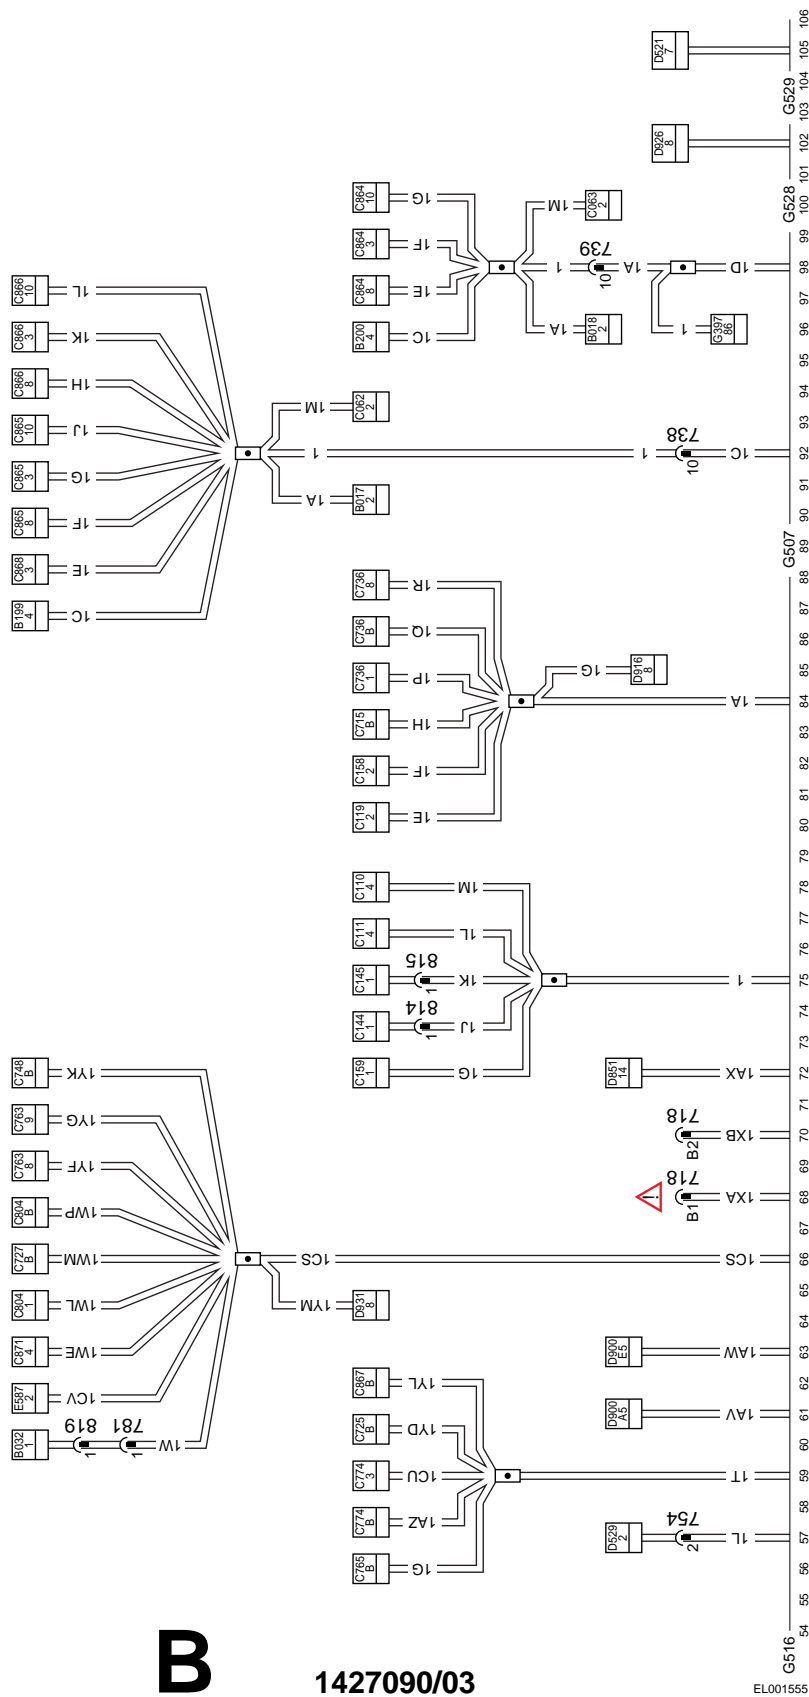 D521
7
D926
8
C864
10
C864
3
C864
8
B200
4
1G
1F
1E
1C
1M
C063
2
1A
B018
2
1
739
10
1A
1
G397
86
1D
C866
10
C866
3
C866
8
C865
10
C865
3
C865
8
C868
3
B199
4
1L
1K
1H
1J
1G
1F
1E
1C
1M
C062
2
1A
B017
2
1
1
738
10
1C
C736
8
C736
B
C736
1
C715
B
C158
2
C119
2
1R
1Q
1P
1H
1F
1E
1G
D916
8
1A
C110
4
C111
4
C145
1
C144
1
C159
1
815
1
814
1
1M
1L
1K
1J
1G
1
D851
14
1AX
718
B2
1XB
718
B1
1XA
C748
B
C763
9
C763
8
C804
B
C727
B
C804
1
C871
4
E587
2
B032
1
1YK
1YG
1YF
1WP
1WM
1WL
1WE
1CV
819
1
781
1
1W
1CS
1CS
1YM
D931
8
D900
E5
1AW
D900
A5
1AV
C867
B
C725
B
C774
3
C774
B
C765
B
1YL
1YD
1CU
1AZ
1G
1T
D529
2
754
2
1L
G516
G507
G528
G529
54 55 56 57 58 59 60 61 62 63 64 65 66 67 68 69 70 71 72 73 74 75 76 77 78 79 80 81 82 83 84 85 86 87 88 89 90 91 92 93 94 95 96 97 98 99 100 101 102 103 104 105 106
B
1427090/03
EL001555